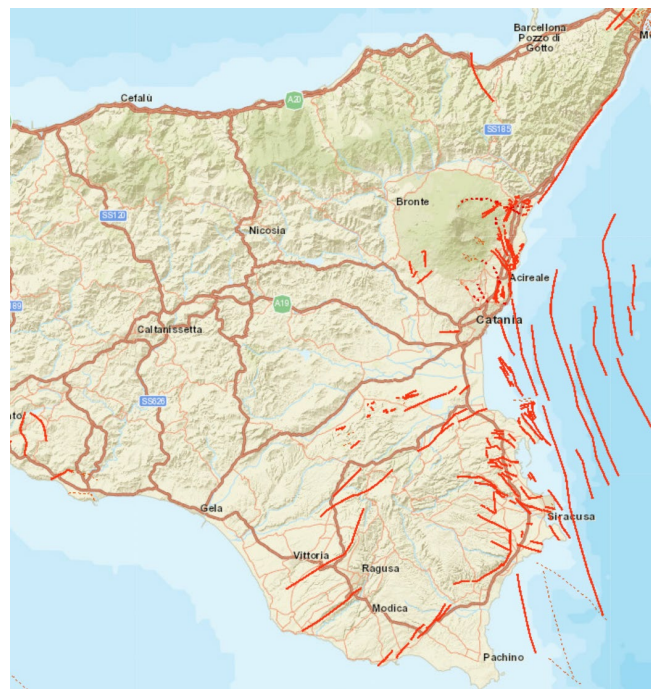 Barcellona
Pozzo di
Gotto
Cefalù
A20
SS185
Bronte
SS120
Nicosia
Acireale
A19
Catania
Caltanissetta
SS626
Gela
Siracusa
Vittoria
Ragusa
Modica
Pachino